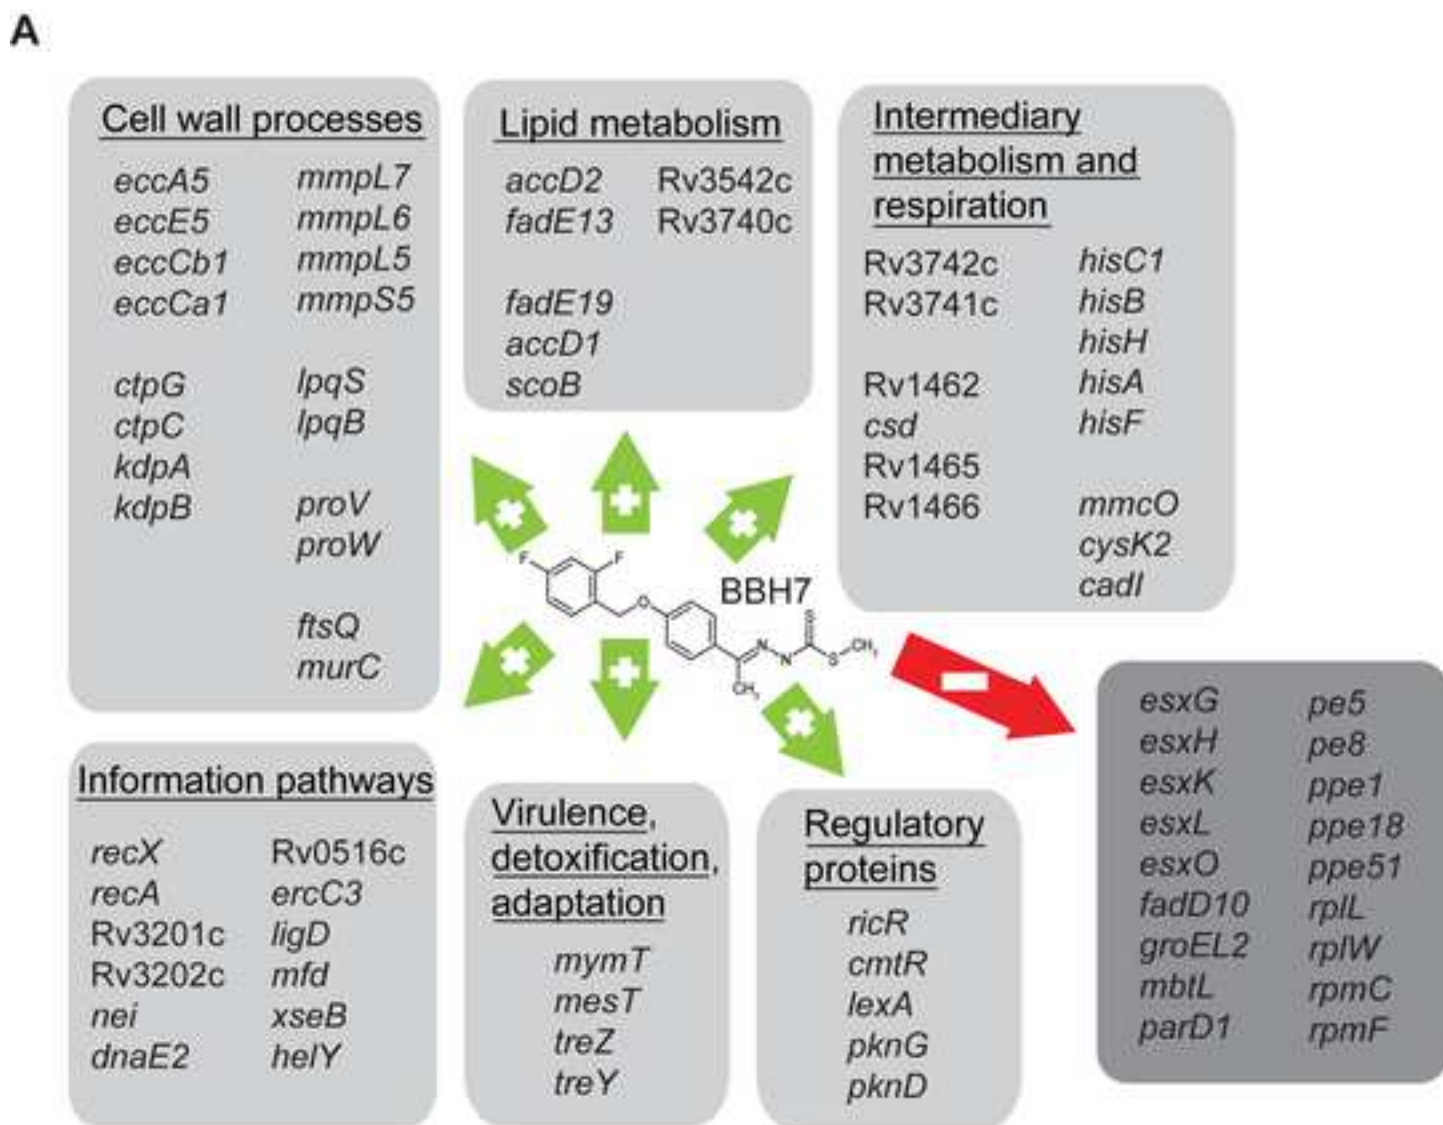 A
Cell wall processes
eccA5 mmpL7
eccE5 mmpL6
eccCb1 mmpL5
eccCa1 mmpS5
ctpG lpqS
ctpC lpqB
kdpA
kdpB proV
proW
ftsQ
murC
Lipid metabolism
accD2 Rv3542c
fadE13 Rv3740c
fadE19
accD1
scoB
Intermediary
metabolism and
respiration
Rv3742c hisC1
Rv3741c hisB
hisH
Rv1462 hisA
csd hisF
Rv1465
Rv1466 mmcO
cysK2
cadI
F F
BBH7
O
N N
S
S CH3
CH3
Information pathways
recX Rv0516c
recA ercC3
Rv3201c ligD
Rv3202c mfd
nei xseB
dnaE2 helY
Virulence,
detoxification,
adaptation
mymT
mesT
treZ
treY
Regulatory
proteins
ricR
cmtR
lexA
pknG
pknD
esxG pe5
esxH pe8
esxK ppe1
esxL ppe18
esxO ppe51
fadD10 rplL
groEL2 rplW
mbtL rpmC
parD1 rpmF